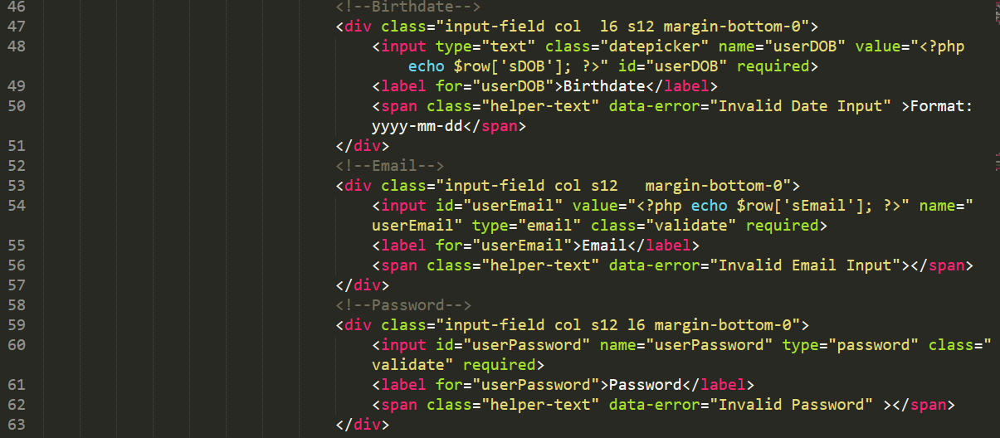 46 <!--Birthdate-->
47 <div class="input-field col  l6 s12 margin-bottom-0">
48 <input type="text" class="datepicker" name="userDOB" value="<?php
echo $row['sDOB']; ?>" id="userDOB" required>
49 <label for="userDOB">Birthdate</label>
50 <span class="helper-text" data-error="Invalid Date Input" >Format:
yyyy-mm-dd</span>
51 </div>
52 <!--Email-->
53 <div class="input-field col s12   margin-bottom-0">
54 <input id="userEmail" value="<?php echo $row['sEmail']; ?>" name="
userEmail" type="email" class="validate" required>
55 <label for="userEmail">Email</label>
56 <span class="helper-text" data-error="Invalid Email Input"></span>
57 </div>
58 <!--Password-->
59 <div class="input-field col s12 l6 margin-bottom-0">
60 <input id="userPassword" name="userPassword" type="password" class="
validate" required>
61 <label for="userPassword">Password</label>
62 <span class="helper-text" data-error="Invalid Password" ></span>
63 </div>